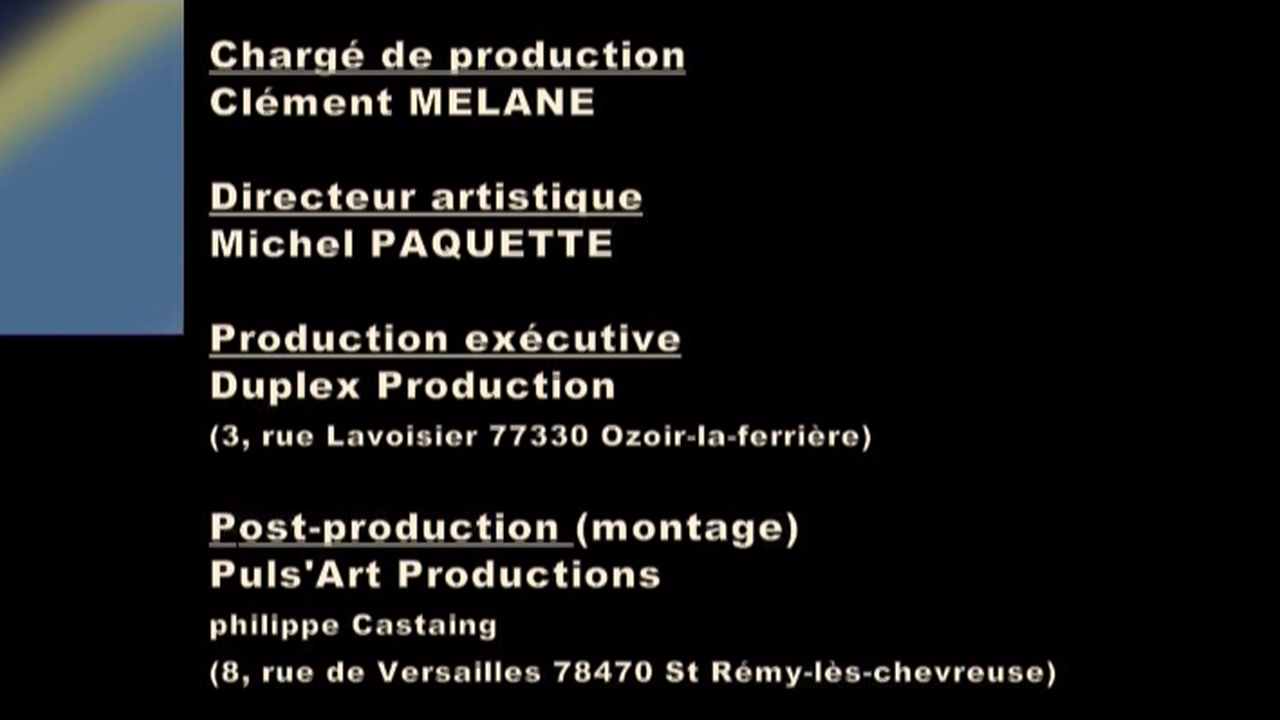 Chargé de production
Clément MELANE
Directeur artistique
Michel PAQUETTE
Production exécutive
Duplex Production
(3, rue Lavoisier 77330 Ozoir-la-ferrière)
Post-production (montage)
Puls'Art Productions
philippe Castaing
(8, rue de Versailles 78470 St Rémy-lès-chevreuse)